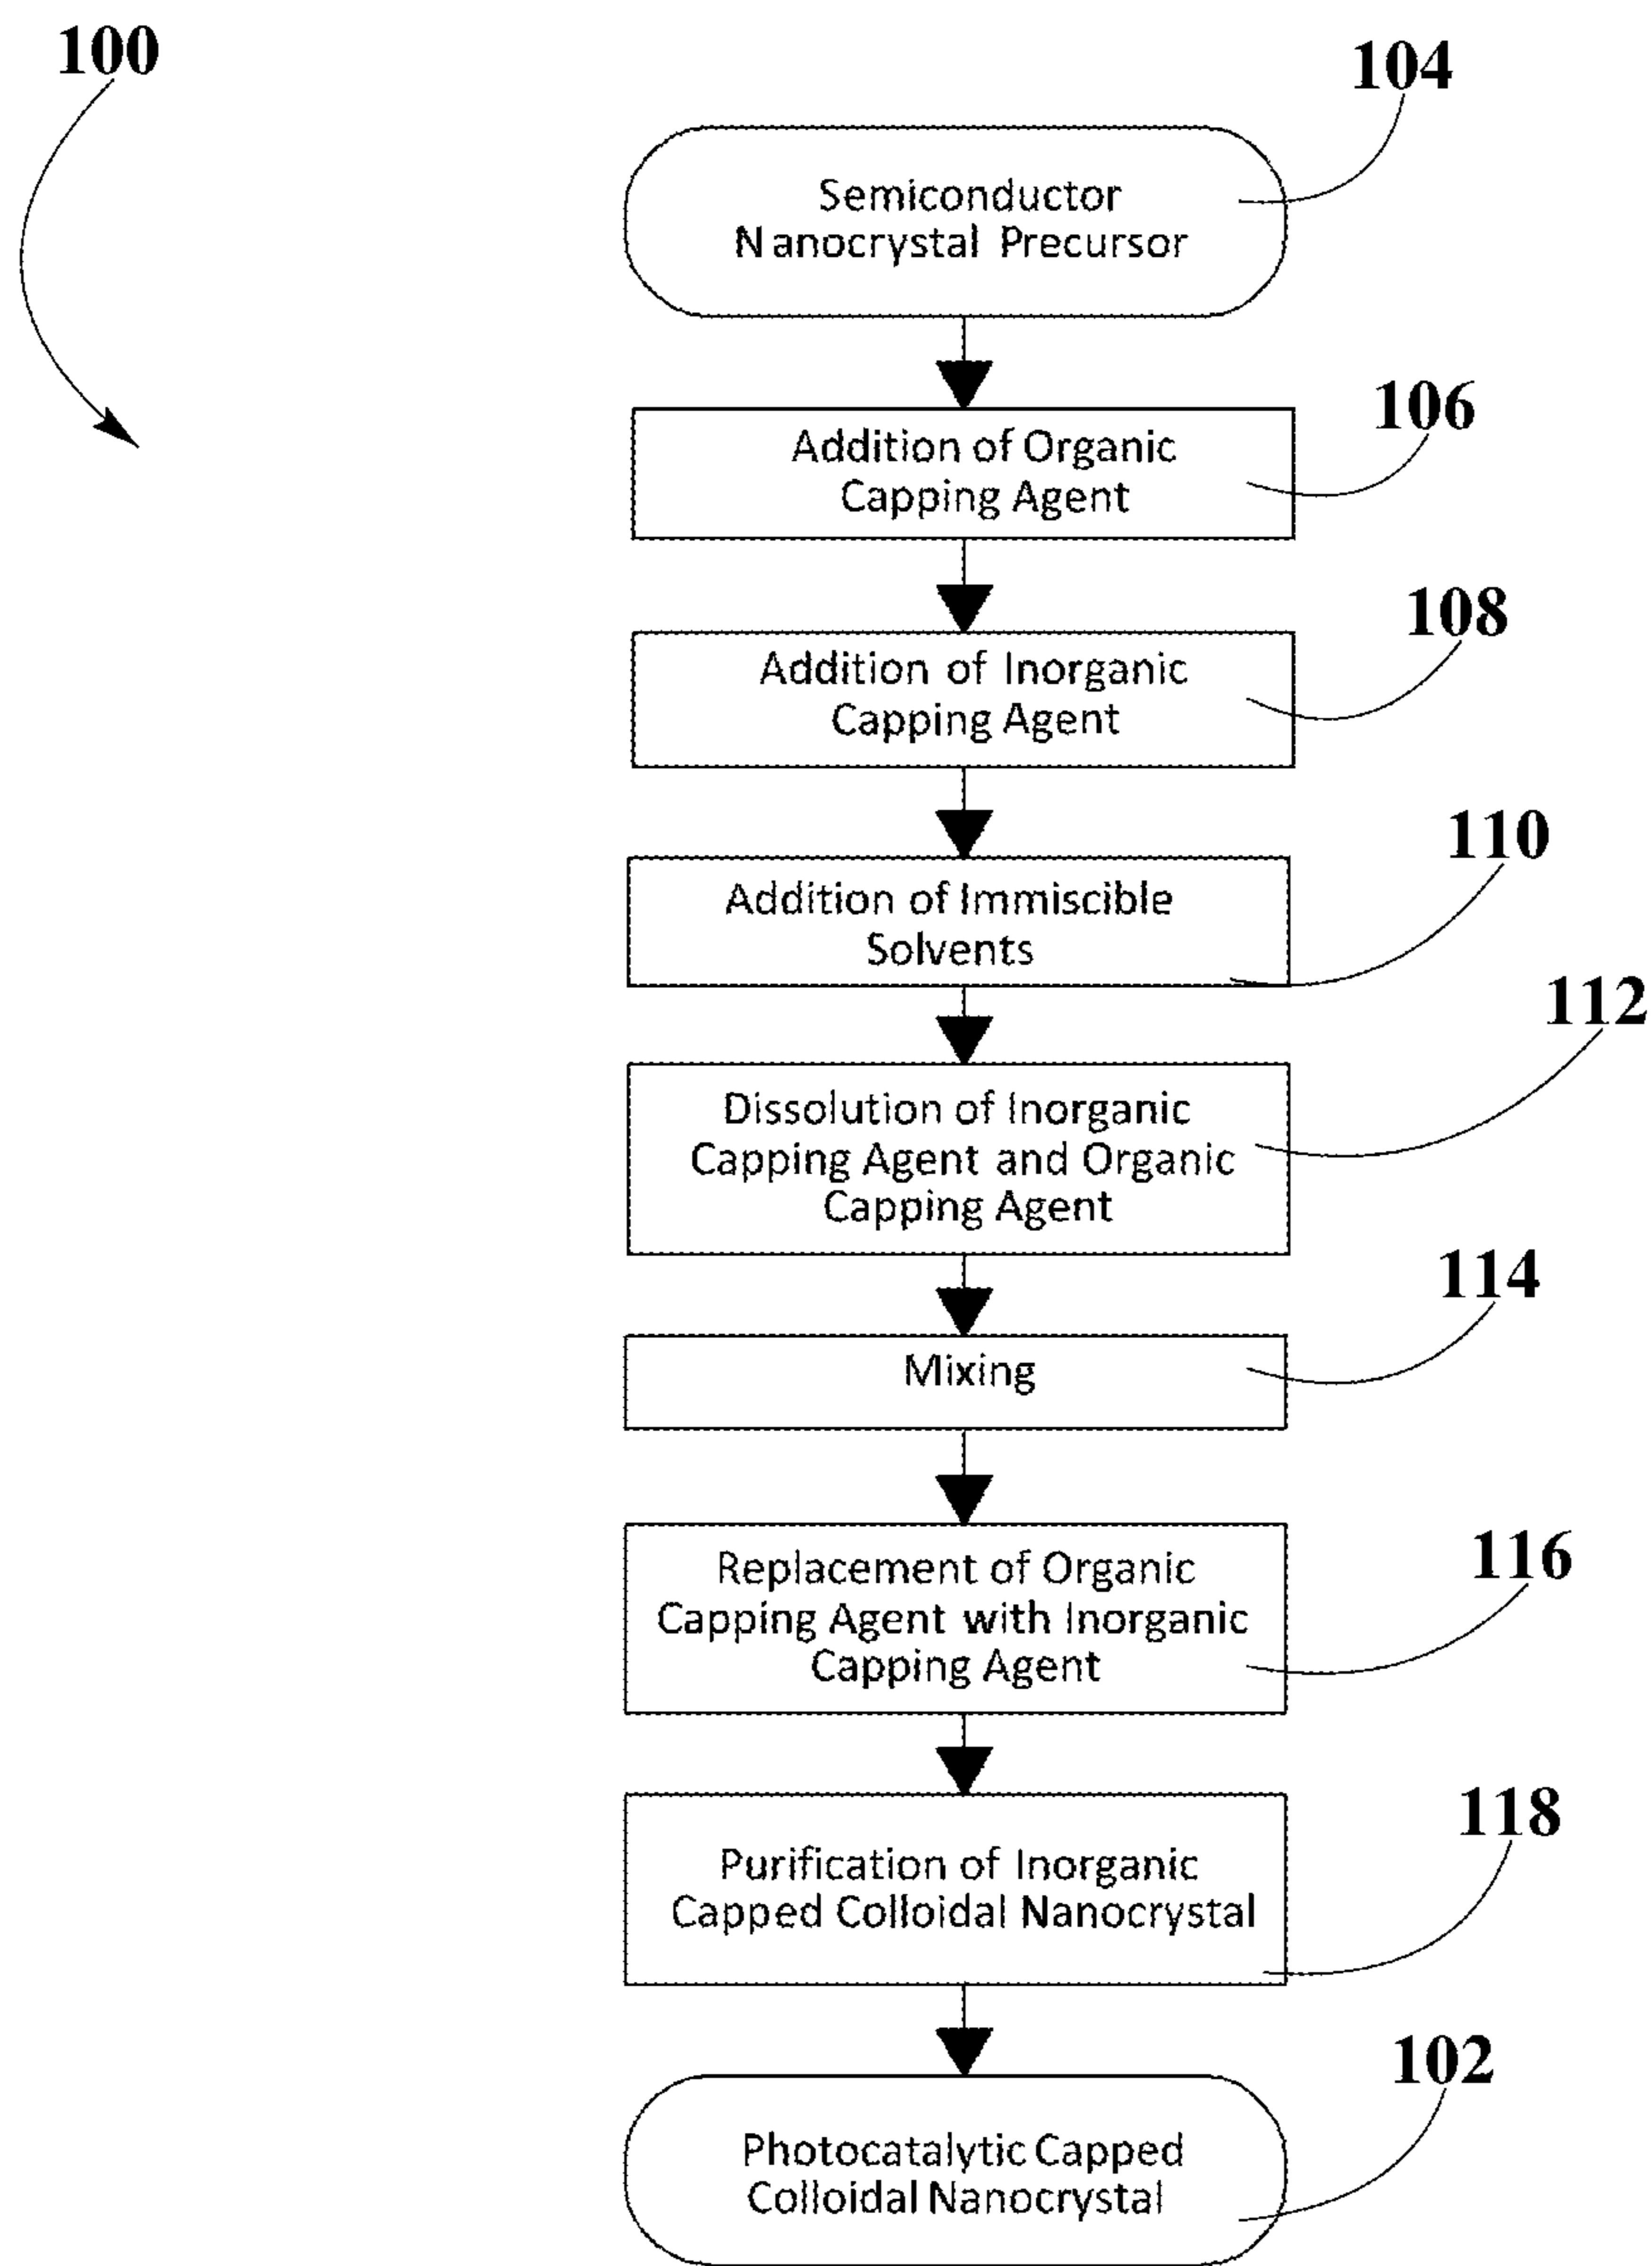 100
104
Semiconductor
Nanocrystal Precursor
106
Addition of Organic
Capping Agent
108
Addition of Inorganic
Capping Agent
110
Addition of Immiscible
Solvents
112
Dissolution of Inorganic
Capping Agent and Organic
Capping Agent
114
Mixing
116
Replacement of Organic
Capping Agent with Inorganic
Capping Agent
118
Purification of Inorganic
Capped Colloidal Nanocrystal
102
Photocatalytic Capped
Colloidal Nanocrystal